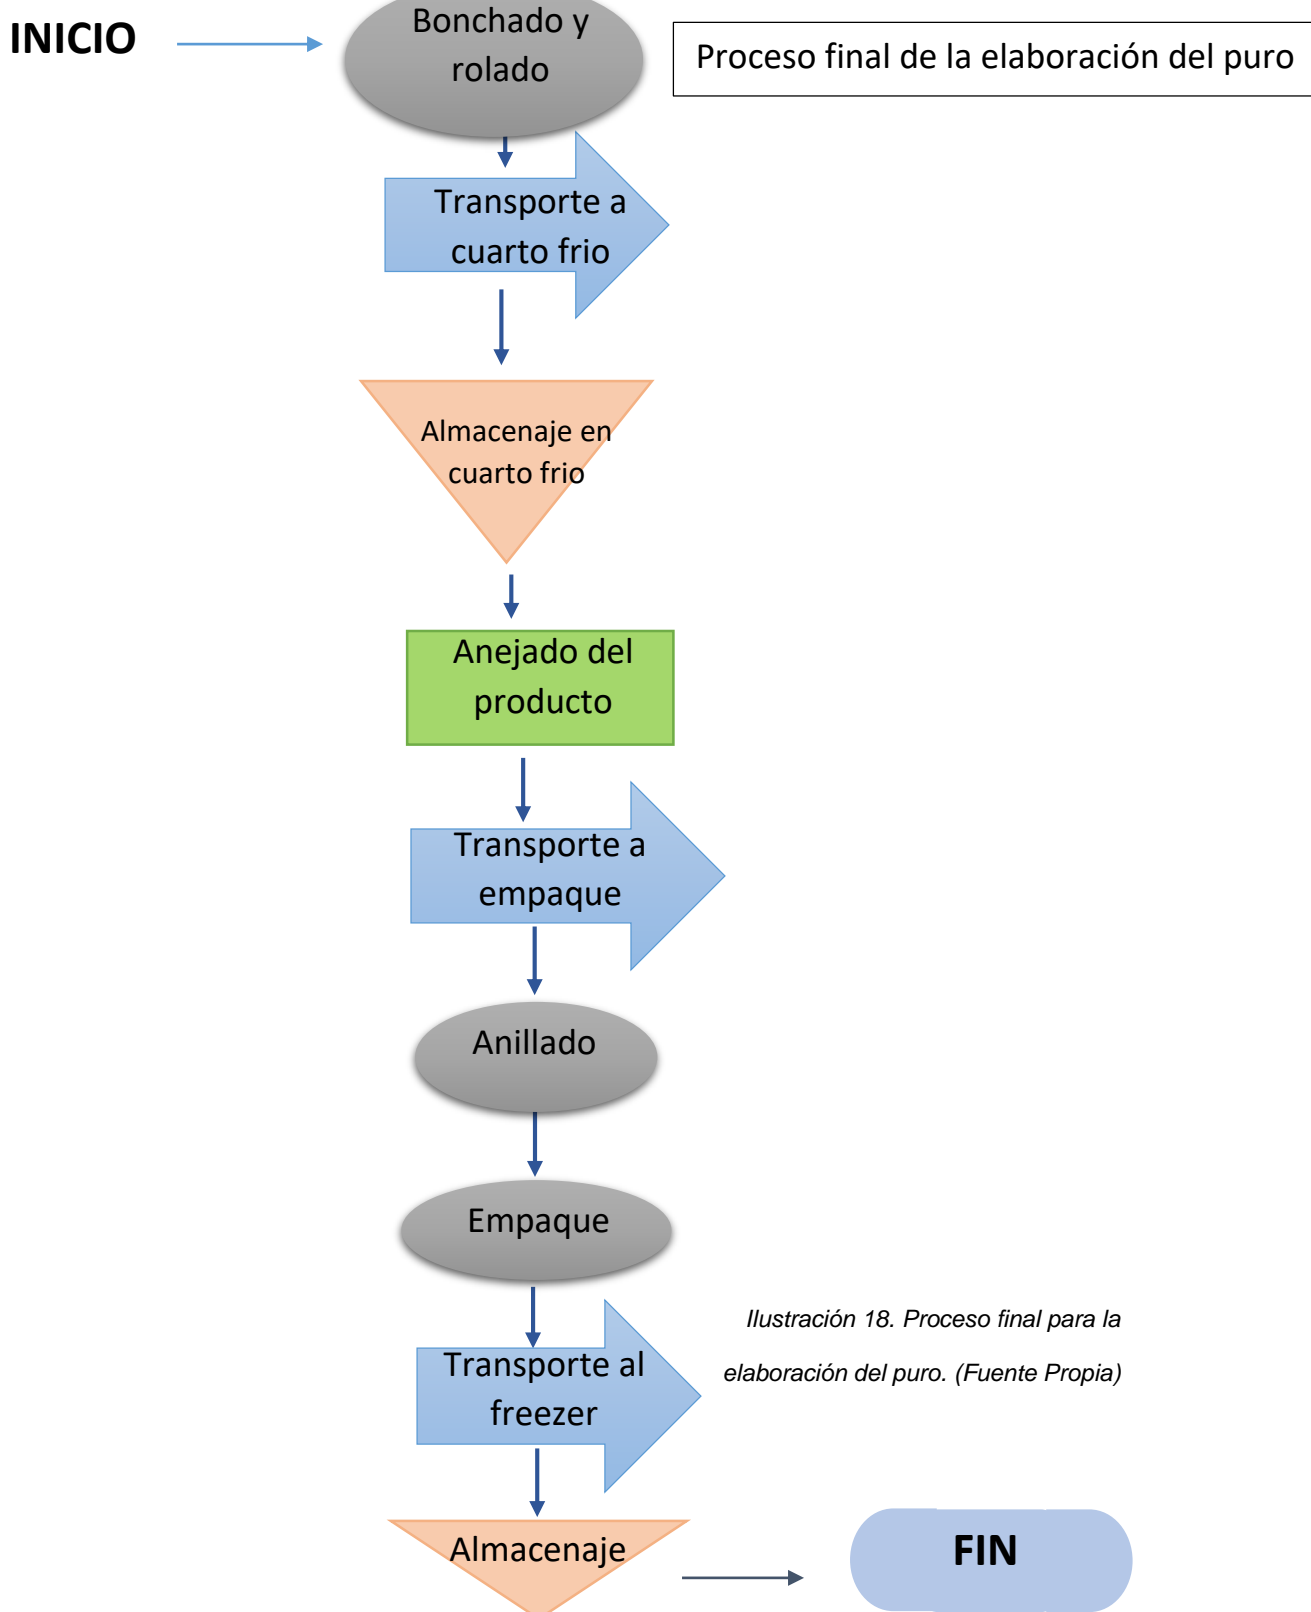 INICIO
Bonchado y
rolado
Proceso final de la elaboración del puro
Transporte a
cuarto frio
Almacenaje en
cuarto frio
Anejado del
producto
Transporte a
empaque
Anillado
Empaque
Ilustración 18. Proceso final para la
elaboración del puro. (Fuente Propia)
Transporte al
freezer
Almacenaje
FIN